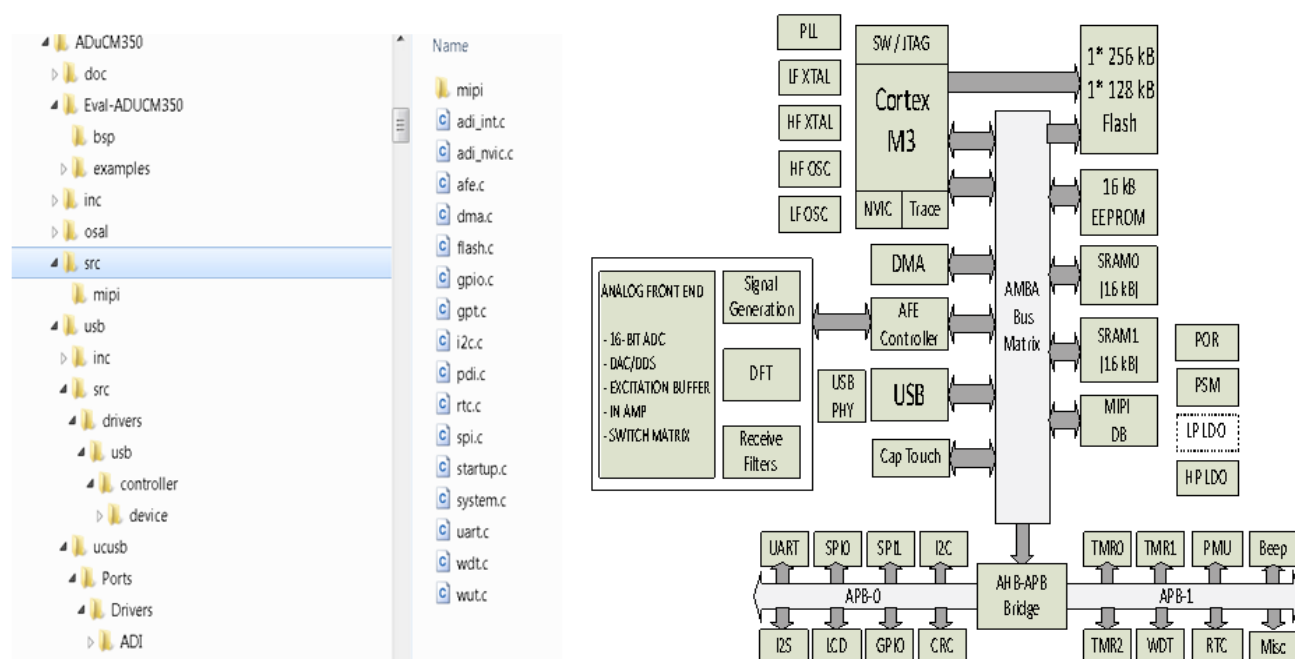 ADuCM350
doc
Eval-ADUCM350
bsp
examples
inc
osal
src
mipi
usb
inc
src
drivers
usb
controller
device
ucusb
Ports
Drivers
ADI
Name
mipi
adi_int.c
adi_nvic.c
afe.c
dma.c
flash.c
gpio.c
gpt.c
i2c.c
pdi.c
rtc.c
spi.c
startup.c
system.c
uart.c
wdt.c
wut.c
PLL
LF XTAL
HF XTAL
HF OSC
LF OSC
SW / JTAG
Cortex
M3
NVIC
Trace
1* 256 kB
1* 128 kB
Flash
16 kB
EEPROM
SRAM0
(16 kB)
SRAM1
(16 kB)
MIPI
DB
AMBA
Bus
Matrix
DMA
AFE
Controller
USB
PHY
USB
Cap Touch
ANALOG FRONT END
- 16-BIT ADC
- DAC/DDS
- EXCITATION BUFFER
- IN AMP
- SWITCH MATRIX
Signal
Generation
DFT
Receive
Filters
POR
PSM
LP LDO
HP LDO
UART
SPI0
SPI1
I2C
TMR0
TMR1
PMU
Beep
APB-0
AHB-APB
Bridge
APB-1
I2S
LCD
GPIO
CRC
TMR2
WDT
RTC
Misc